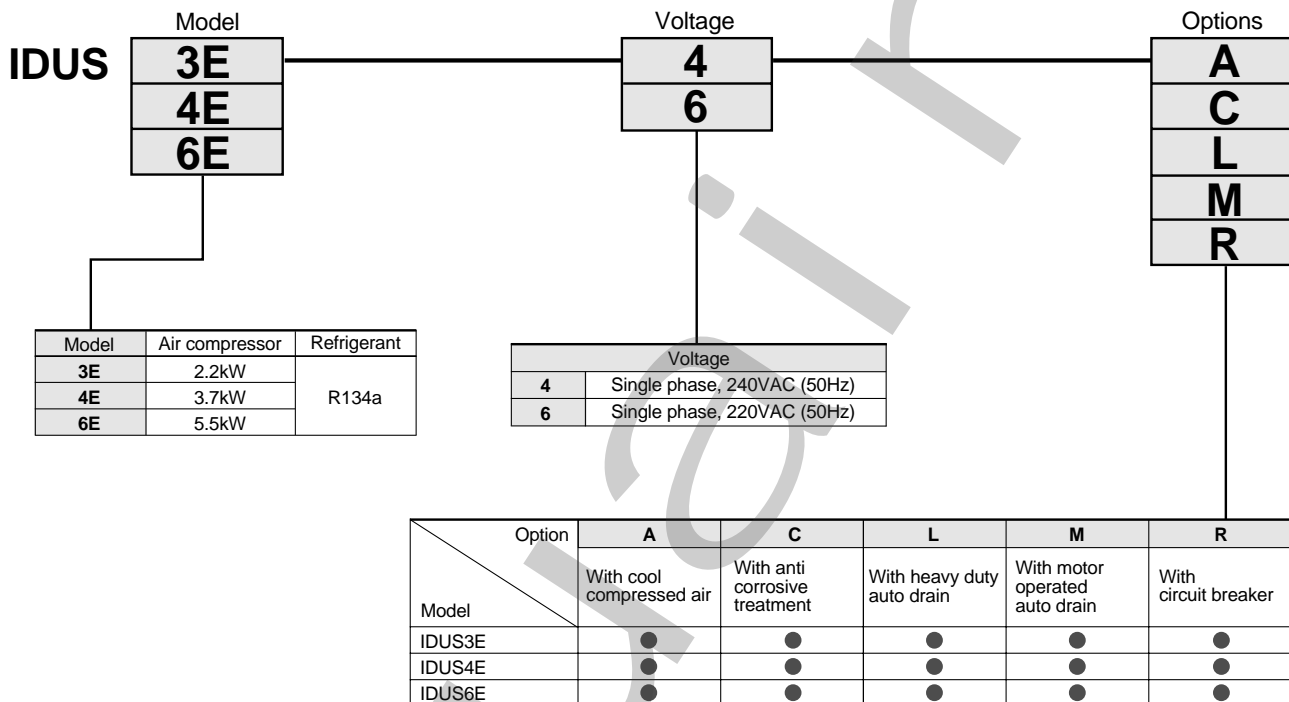 Model Voltage Options
IDUS 3E 4 A
4E 6 C
6E L
M
R
Model Air compressor Refrigerant
3E 2.2kW
4E 3.7kW R134a
6E 5.5kW
Voltage
4 Single phase, 240VAC (50Hz)
6 Single phase, 220VAC (50Hz)
Option A C L M R
Model
With cool
compressed air
With anti
corrosive
treatment
With heavy duty
auto drain
With motor
operated
auto drain
With
circuit breaker
IDUS3E ● ● ● ● ●
IDUS4E ● ● ● ● ●
IDUS6E ● ● ● ● ●